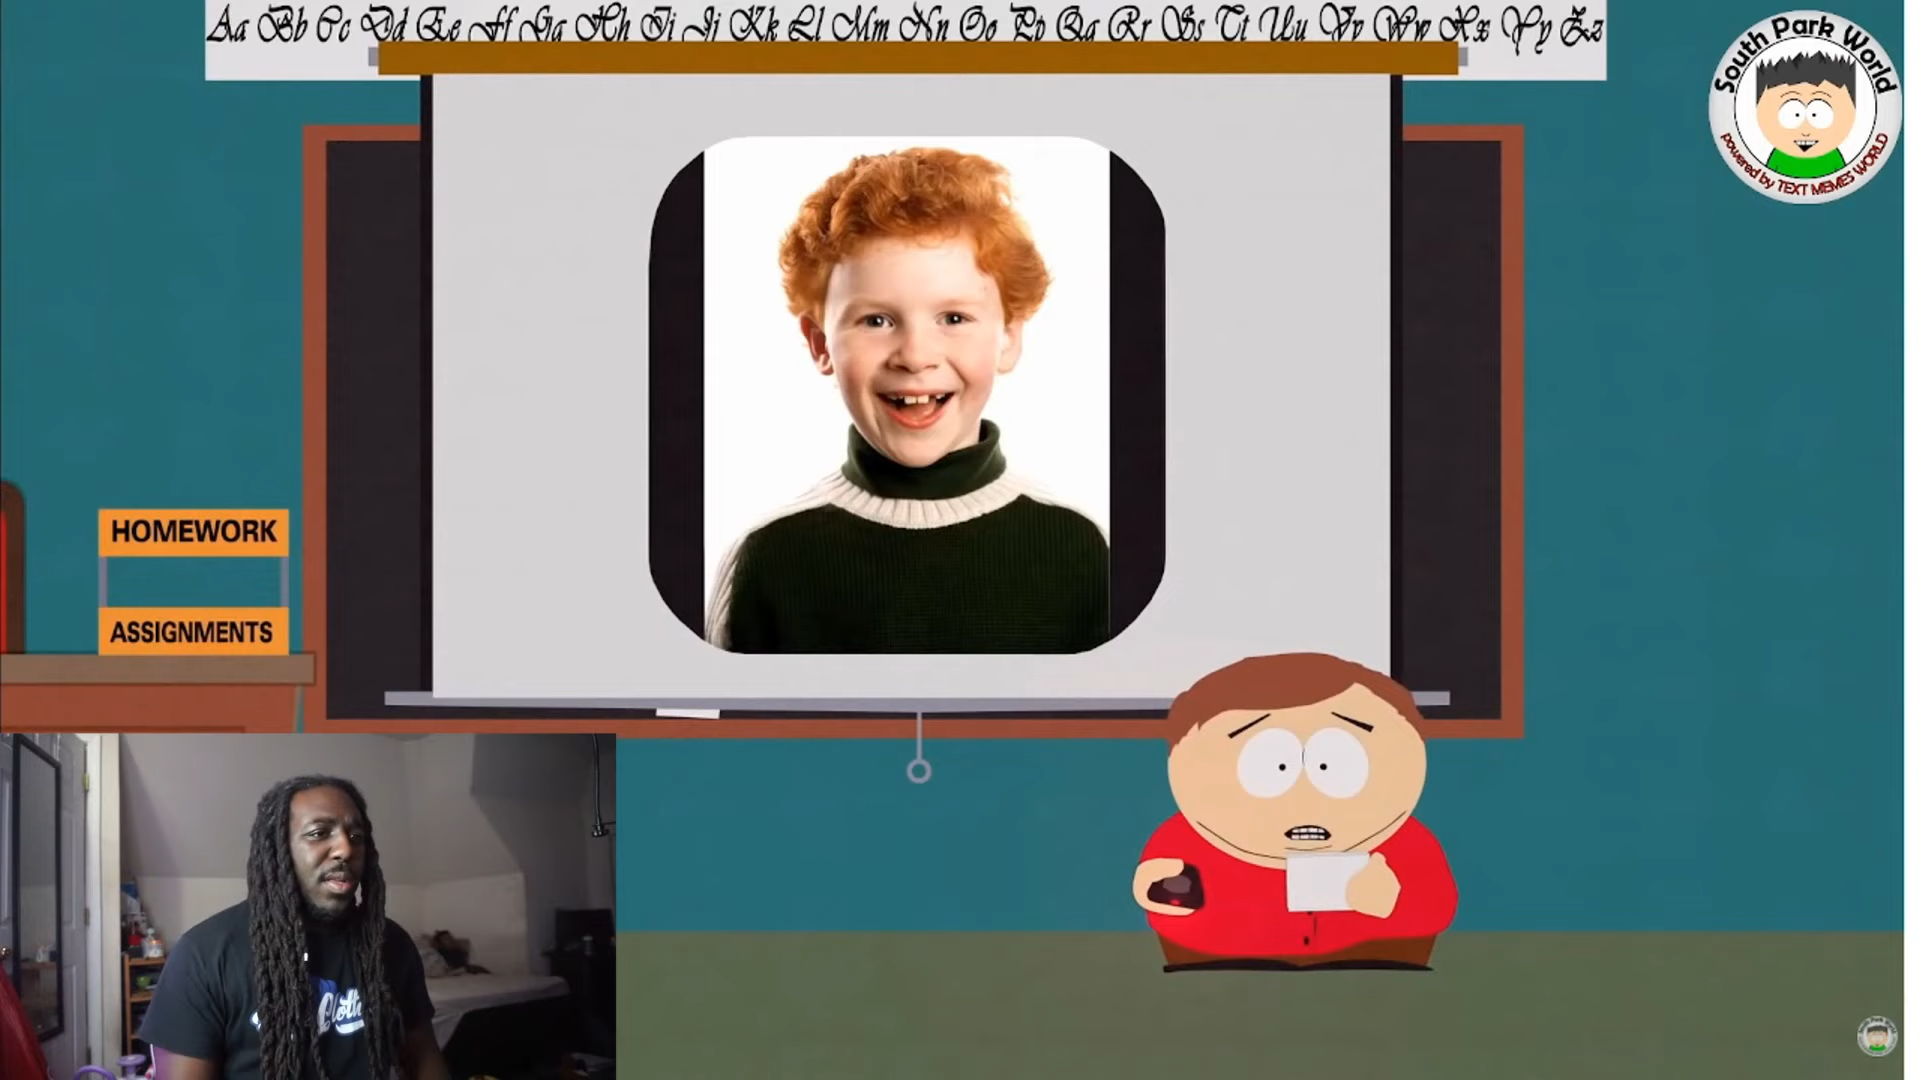 Aa Bb Cc Dd Ee Ff Gg Hh Ii Jj Kk Ll Mm Nn Oo Pp Qq Rr Ss Tt Uu Vv Ww Xx Yy Zz
South Park World
powered by TEXT MEMES WORLD
HOMEWORK
ASSIGNMENTS